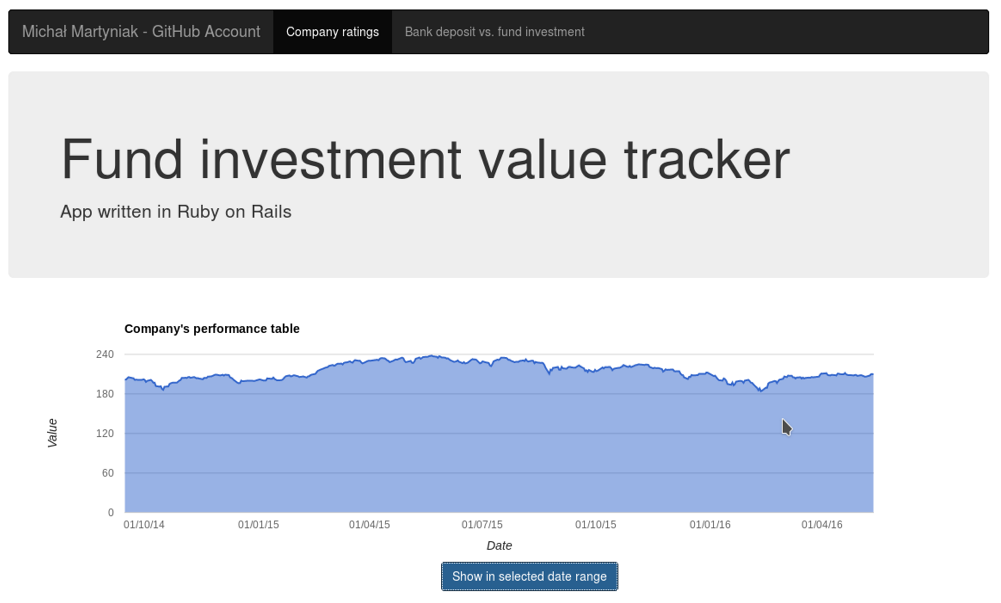 Michał Martyniak - GitHub Account Company ratings Bank deposit vs. fund investment
Fund investment value tracker
App written in Ruby on Rails
Company's performance table
240
180
120
60
0
Value
01/10/14 01/01/15 01/04/15 01/07/15 01/10/15 01/01/16 01/04/16
Date
Show in selected date range